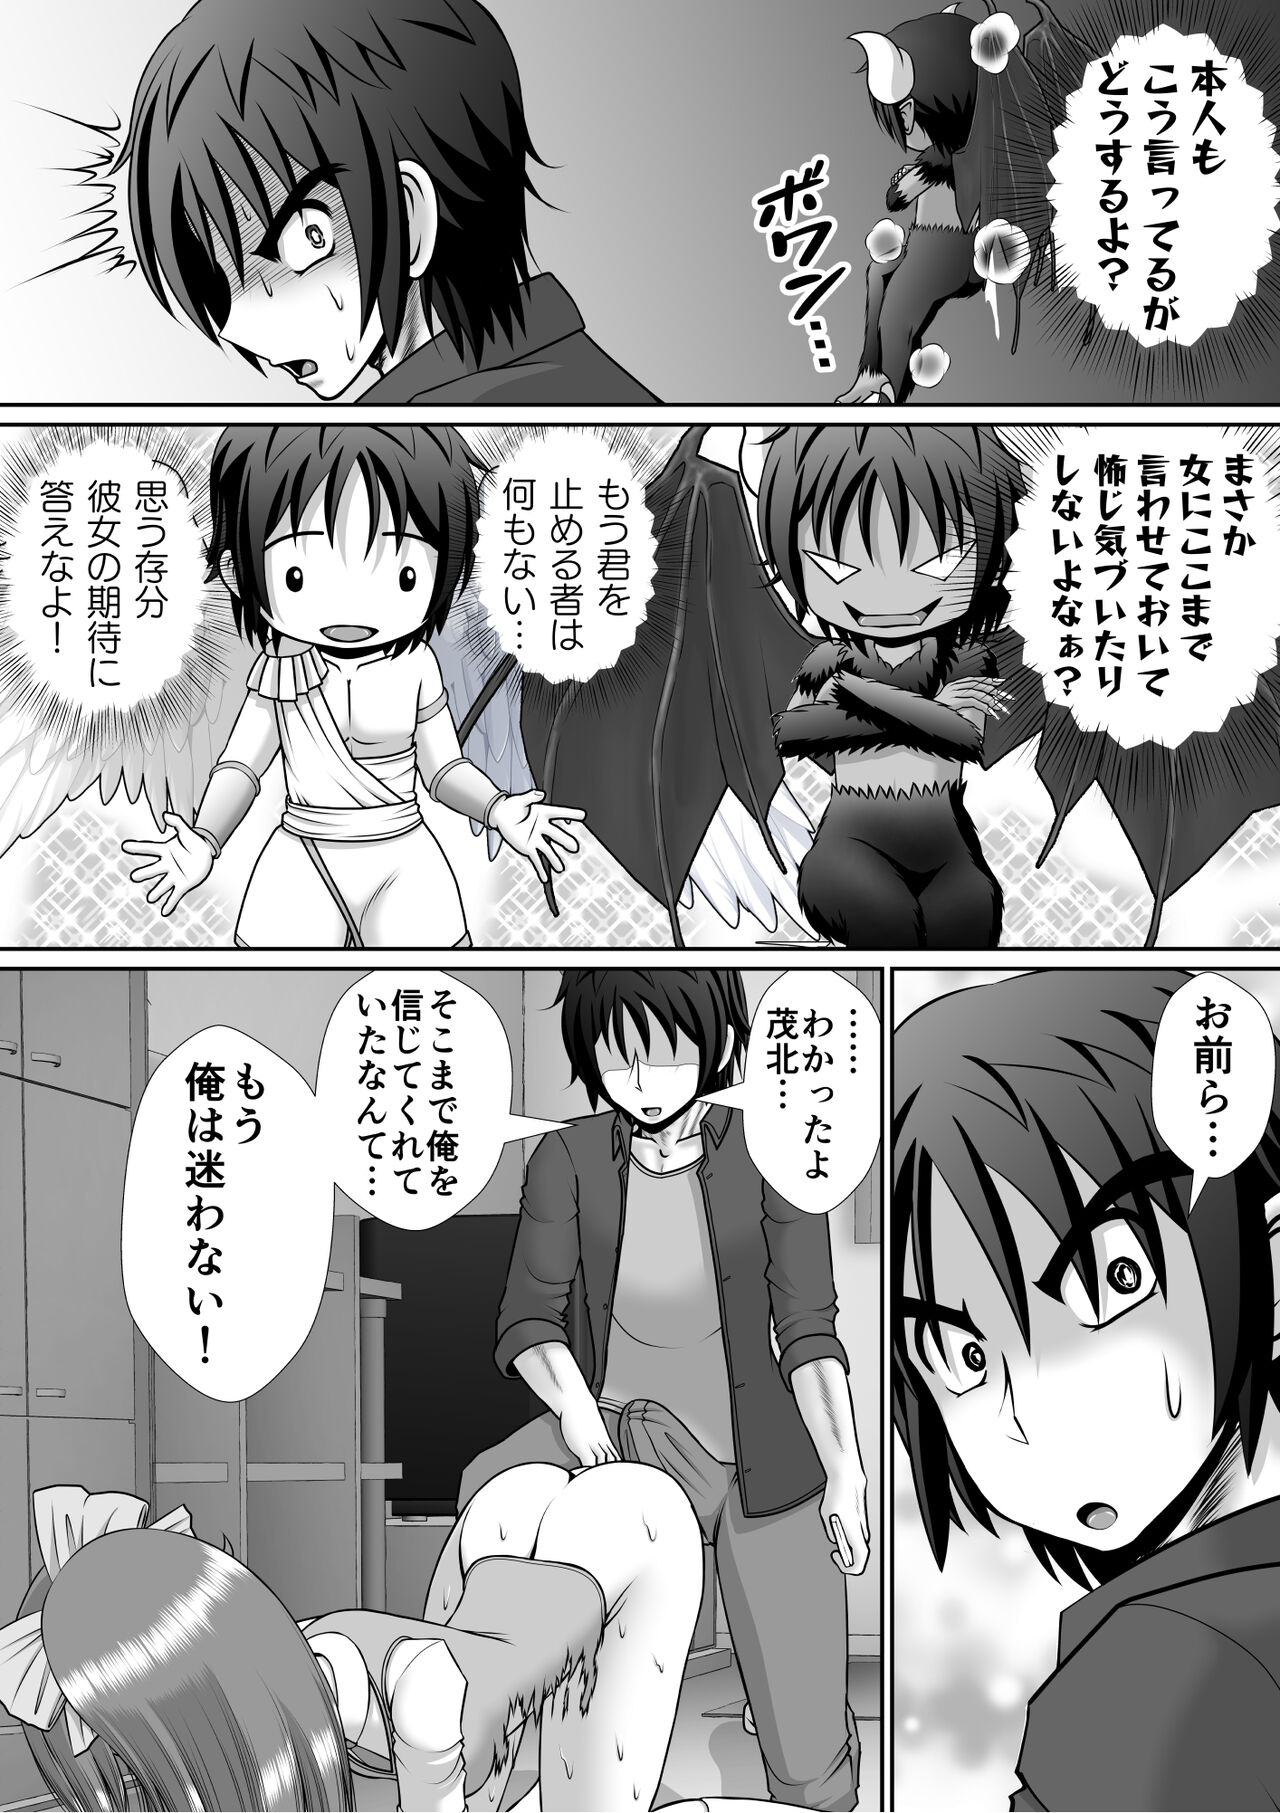 本人も
こう言ってるが
どうするよ?
ボワン…
まさか
女にここまで
言わせておいて
怖じ気づいたり
しないよなぁ?
もう君を
止める者は
何もない…
思う存分
彼女の期待に
答えなよ!
お前ら…
……
わかったよ
茂北…
そこまで俺を
信じてくれて
いたなんて…
もう
俺は迷わない!